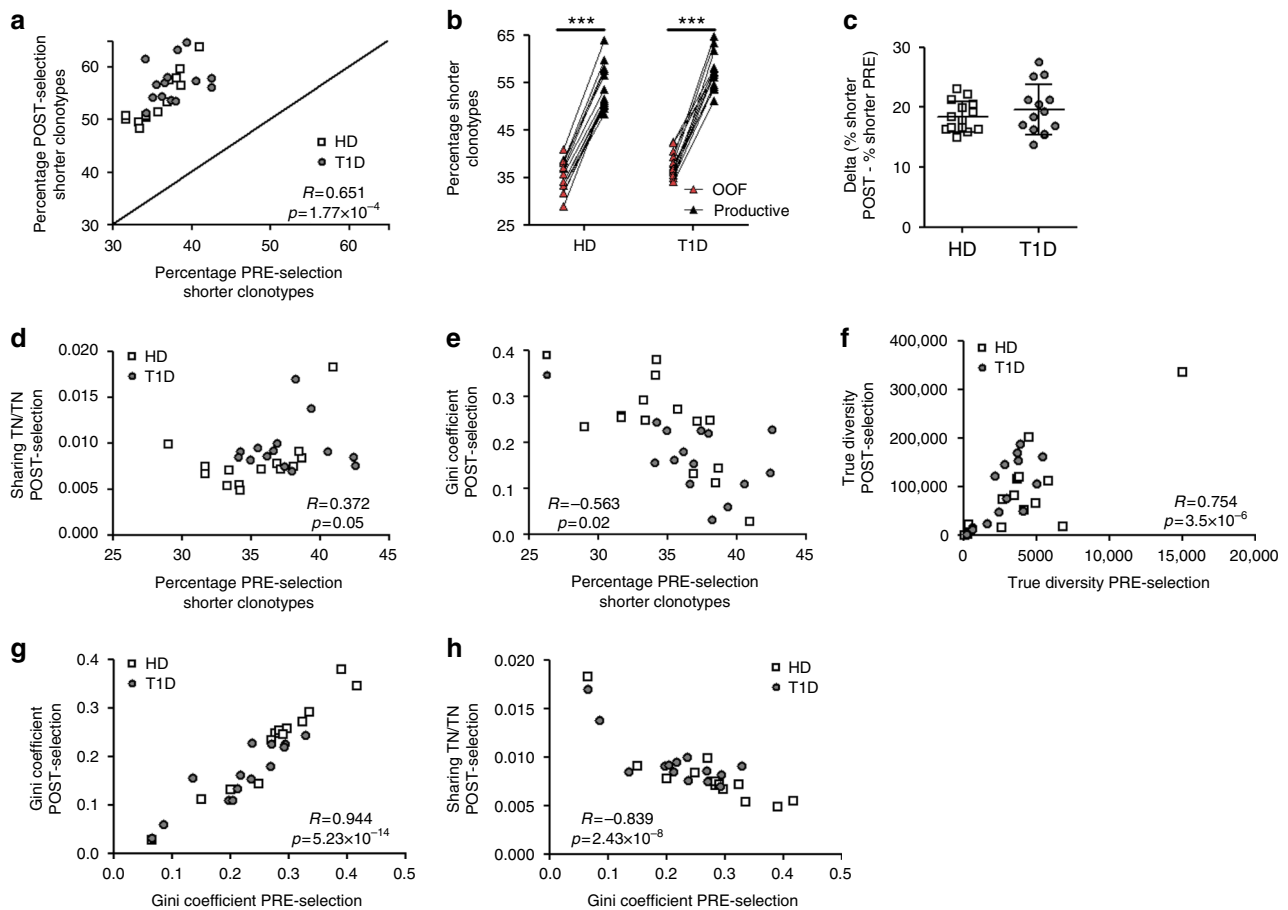 a
Percentage POST-selection
shorter clonotypes
60
50
40
30
30 40 50 60
HD
T1D
R=0.651
p=1.77×10⁻⁴
Percentage PRE-selection
shorter clonotypes
b
Percentage shorter
clonotypes
65
55
45
35
25
*** ***
OOF
Productive
HD T1D
c
Delta (% shorter
POST - % shorter PRE)
30
20
10
0
HD T1D
d
Sharing TN/TN
POST-selection
0.020
0.015
0.010
0.005
0.000
25 30 35 40 45
HD
T1D
R=0.372
p=0.05
Percentage PRE-selection
shorter clonotypes
e
Gini coefficient
POST-selection
0.4
0.3
0.2
0.1
0.0
25 30 35 40 45
HD
T1D
R=−0.563
p=0.02
Percentage PRE-selection
shorter clonotypes
f
True diversity
POST-selection
400,000
300,000
200,000
100,000
0
0 5000 10,000 15,000 20,000
HD
T1D
R=0.754
p=3.5×10⁻⁶
True diversity PRE-selection
g
Gini coefficient
POST-selection
0.4
0.3
0.2
0.1
0.0
0.0 0.1 0.2 0.3 0.4 0.5
HD
T1D
R=0.944
p=5.23×10⁻¹⁴
Gini coefficient PRE-selection
h
Sharing TN/TN
POST-selection
0.020
0.015
0.010
0.005
0.000
0.0 0.1 0.2 0.3 0.4 0.5
HD
T1D
R=−0.839
p=2.43×10⁻⁸
Gini coefficient PRE-selection